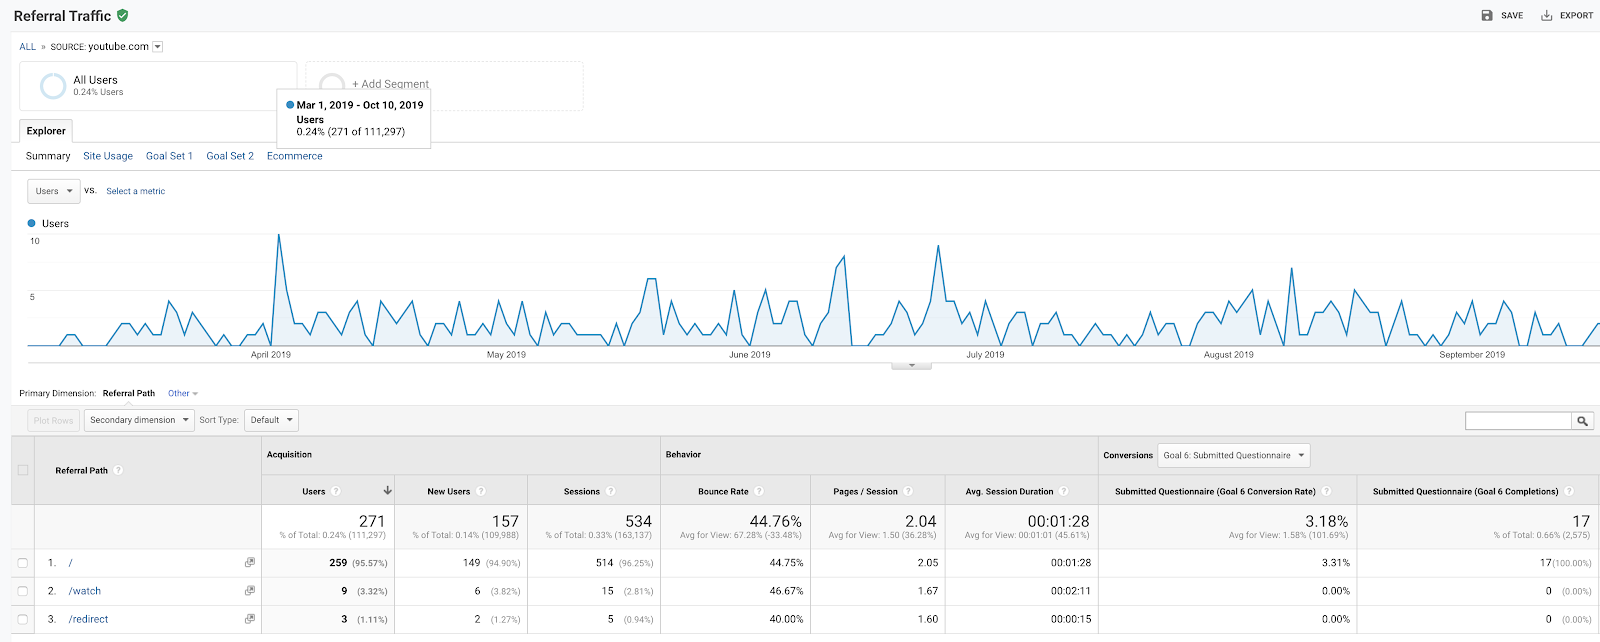 Referral Traffic
SAVE EXPORT
ALL » SOURCE: youtube.com
All Users
0.24% Users
+ Add Segment
Mar 1, 2019 - Oct 10, 2019
Users
0.24% (271 of 111,297)
Explorer
Summary Site Usage Goal Set 1 Goal Set 2 Ecommerce
Users vs. Select a metric
Users
10
5
April 2019 May 2019 June 2019 July 2019 August 2019 September 2019
Primary Dimension: Referral Path Other
Plot Rows Secondary dimension Sort Type: Default
Referral Path ? Acquisition Behavior Conversions Goal 6: Submitted Questionnaire
Users ? New Users ? Sessions ? Bounce Rate ? Pages / Session ? Avg. Session Duration ? Submitted Questionnaire (Goal 6 Conversion Rate) ? Submitted Questionnaire (Goal 6 Completions) ?
271 157 534 44.76% 2.04 00:01:28 3.18% 17
% of Total: 0.24% (111,297) % of Total: 0.14% (109,988) % of Total: 0.33% (163,137) Avg for View: 67.28% (-33.48%) Avg for View: 1.50 (36.28%) Avg for View: 00:01:01 (45.61%) Avg for View: 1.58% (101.69%) % of Total: 0.66% (2,575)
1. / 259 (95.57%) 149 (94.90%) 514 (96.25%) 44.75% 2.05 00:01:28 3.31% 17(100.00%)
2. /watch 9 (3.32%) 6 (3.82%) 15 (2.81%) 46.67% 1.67 00:02:11 0.00% 0 (0.00%)
3. /redirect 3 (1.11%) 2 (1.27%) 5 (0.94%) 40.00% 1.60 00:00:15 0.00% 0 (0.00%)